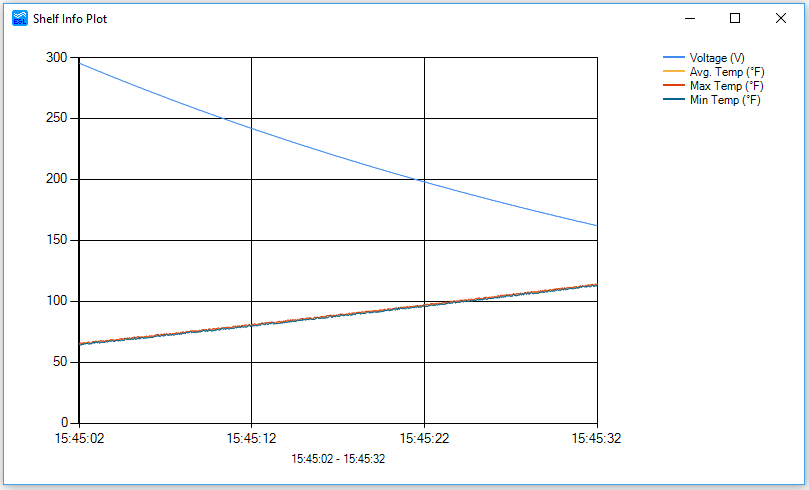 Shelf Info Plot
Voltage (V)
Avg. Temp (°F)
Max Temp (°F)
Min Temp (°F)
300
250
200
150
100
50
0
15:45:02 15:45:12 15:45:22 15:45:32
15:45:02 - 15:45:32